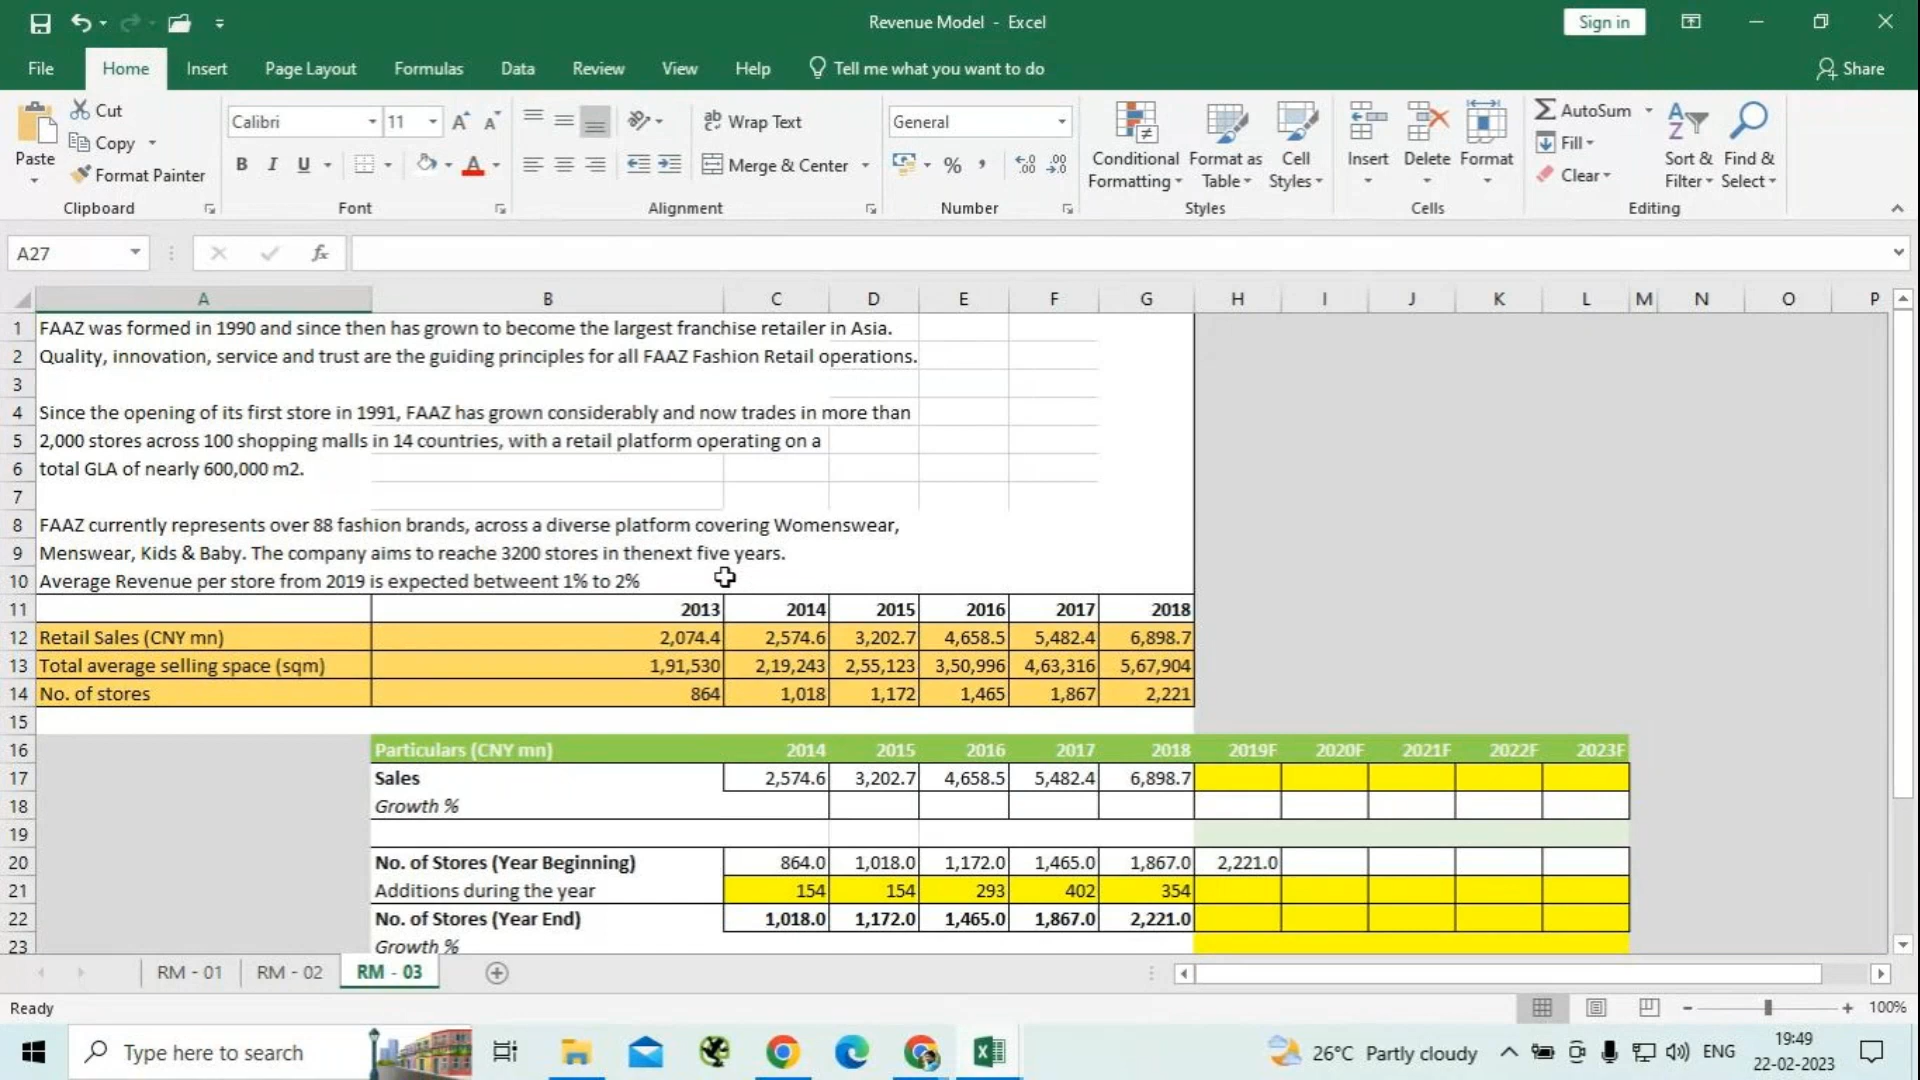 Revenue Model - Excel
Sign in
File Home Insert Page Layout Formulas Data Review View Help Tell me what you want to do Share
Paste Cut Copy Format Painter Clipboard
Calibri 11 A A B I U A Font
ab Wrap Text Merge & Center Alignment
General % , .00 Number
Conditional Formatting Format as Table Cell Styles Styles
Insert Delete Format Cells
AutoSum Fill Clear Sort & Filter Find & Select Editing
A27 fx
A B C D E F G H I J K L M N O P
1 FAAZ was formed in 1990 and since then has grown to become the largest franchise retailer in Asia.
2 Quality, innovation, service and trust are the guiding principles for all FAAZ Fashion Retail operations.
3
4 Since the opening of its first store in 1991, FAAZ has grown considerably and now trades in more than
5 2,000 stores across 100 shopping malls in 14 countries, with a retail platform operating on a
6 total GLA of nearly 600,000 m2.
7
8 FAAZ currently represents over 88 fashion brands, across a diverse platform covering Womenswear,
9 Menswear, Kids & Baby. The company aims to reache 3200 stores in thenext five years.
10 Average Revenue per store from 2019 is expected betweent 1% to 2%
11 2013 2014 2015 2016 2017 2018
12 Retail Sales (CNY mn) 2,074.4 2,574.6 3,202.7 4,658.5 5,482.4 6,898.7
13 Total average selling space (sqm) 1,91,530 2,19,243 2,55,123 3,50,996 4,63,316 5,67,904
14 No. of stores 864 1,018 1,172 1,465 1,867 2,221
15
16 Particulars (CNY mn) 2014 2015 2016 2017 2018 2019F 2020F 2021F 2022F 2023F
17 Sales 2,574.6 3,202.7 4,658.5 5,482.4 6,898.7
18 Growth %
19
20 No. of Stores (Year Beginning) 864.0 1,018.0 1,172.0 1,465.0 1,867.0 2,221.0
21 Additions during the year 154 154 293 402 354
22 No. of Stores (Year End) 1,018.0 1,172.0 1,465.0 1,867.0 2,221.0
23 Growth %
RM - 01 RM - 02 RM - 03
Ready 100%
Type here to search 26°C Partly cloudy ENG 19:49
22-02-2023